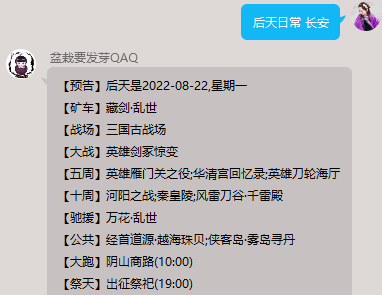 后天日常 长安
盆栽要发芽QAQ
【预告】后天是2022-08-22,星期一
【矿车】藏剑·乱世
【战场】三国古战场
【大战】英雄剑冢惊变
【五周】英雄雁门关之役;华清宫回忆录;英雄刀轮海厅
【十周】河阳之战;秦皇陵;风雷刀谷·千雷殿
【驰援】万花·乱世
【公共】经首道源·越海珠贝;侠客岛·雾岛寻丹
【大跑】阴山商路(10:00)
【祭天】出征祭祀(19:00)